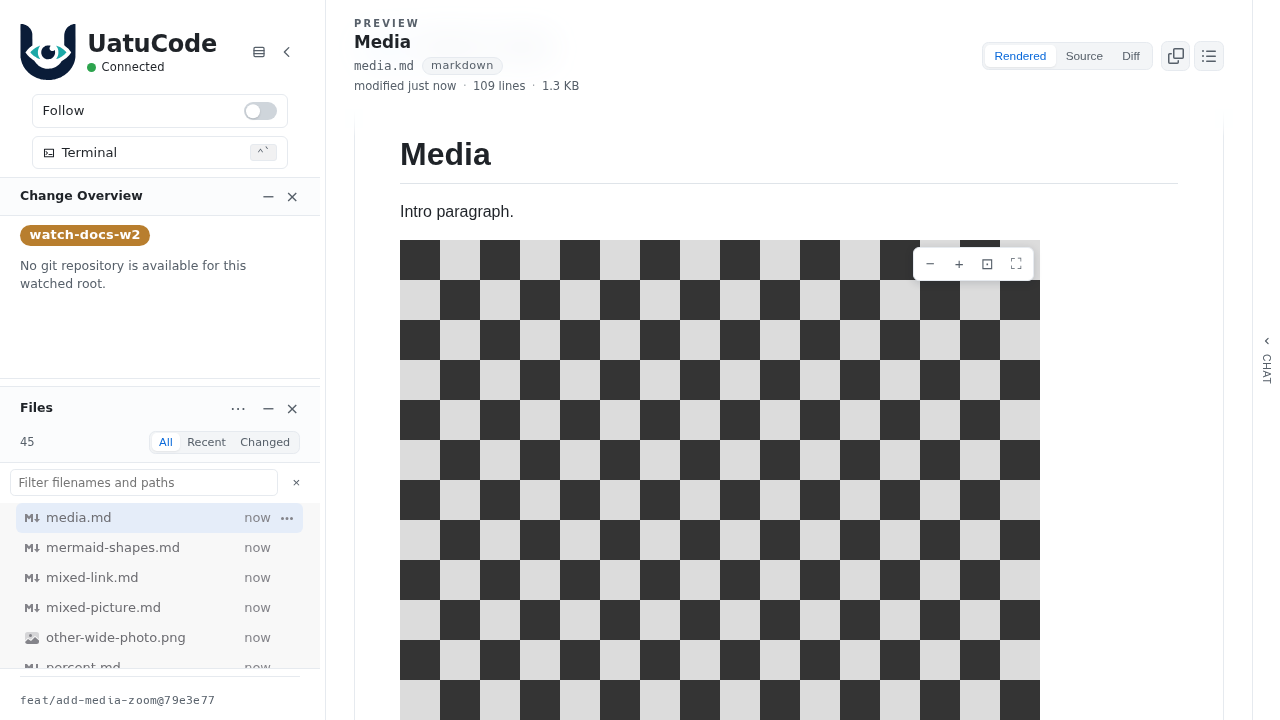 UatuCode
Connected
Follow
Terminal
^`
Change Overview
watch-docs-w2
No git repository is available for this
watched root.
Files
45
All Recent Changed
Filter filenames and paths
media.md now
mermaid-shapes.md now
mixed-link.md now
mixed-picture.md now
other-wide-photo.png now
percent.md now
feat/add-media-zoom@79e3e77
PREVIEW
Media
media.md markdown
modified just now · 109 lines · 1.3 KB
Rendered Source Diff
Media
Intro paragraph.
CHAT